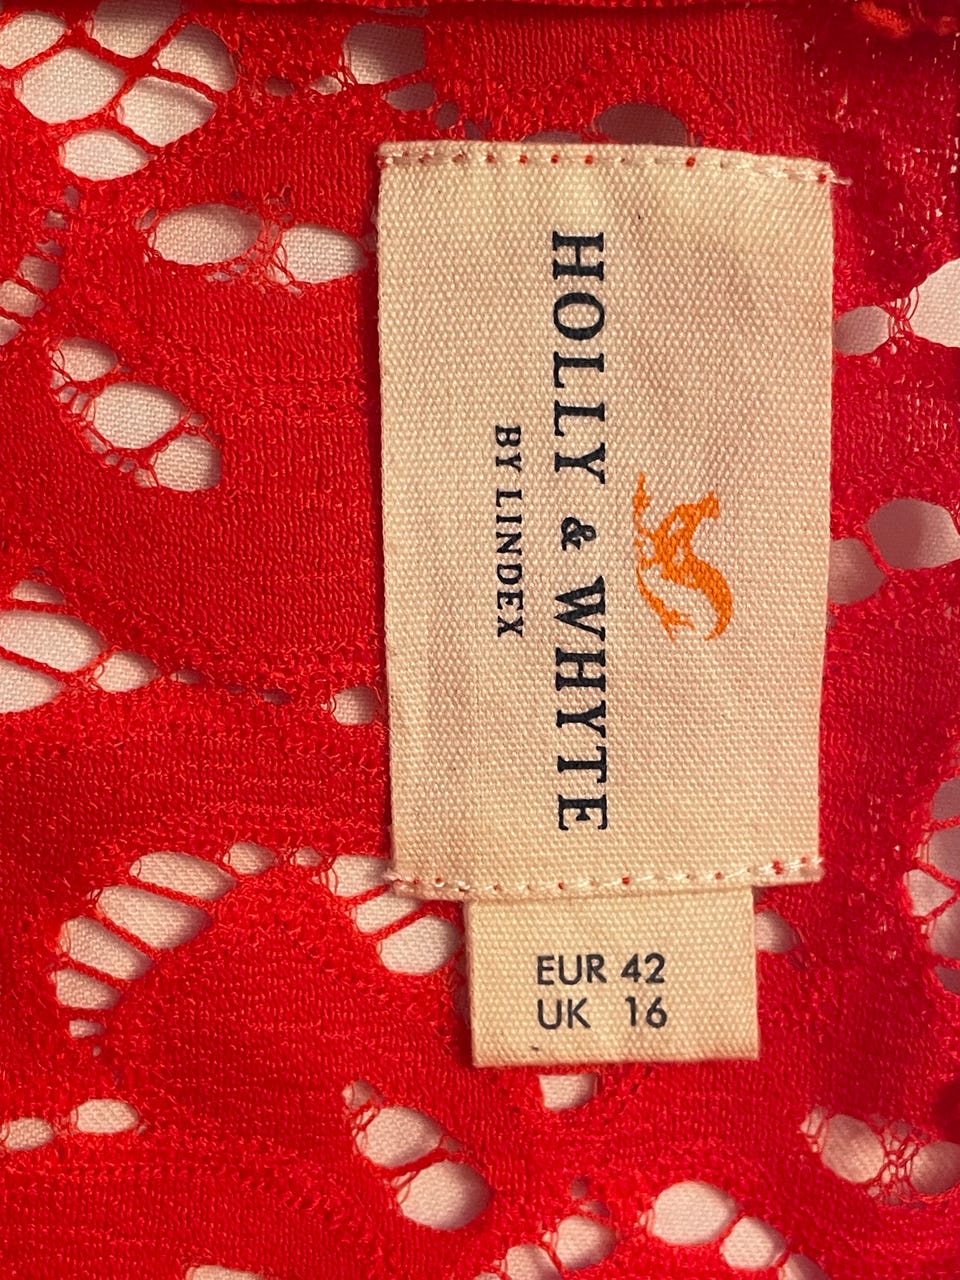 HOLLY & WHYTE
BY LINDEX
EUR 42
UK 16